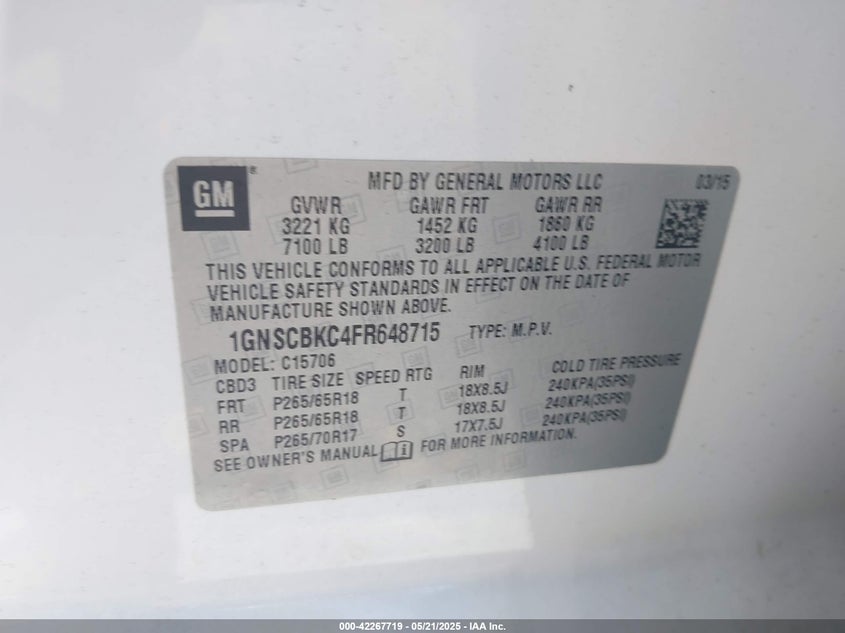 GM ®
MFD BY GENERAL MOTORS LLC 03/15
GVWR GAWR FRT GAWR RR
3221 KG 1452 KG 1860 KG
7100 LB 3200 LB 4100 LB
THIS VEHICLE CONFORMS TO ALL APPLICABLE U.S. FEDERAL MOTOR
VEHICLE SAFETY STANDARDS IN EFFECT ON THE DATE OF
MANUFACTURE SHOWN ABOVE.
1GNSCBKC4FR648715 TYPE: M.P.V.
MODEL: C15706
CBD3 TIRE SIZE SPEED RTG RIM COLD TIRE PRESSURE
FRT P265/65R18 T 18X8.5J 240KPA(35PSI)
RR P265/65R18 T 18X8.5J 240KPA(35PSI)
SPA P265/70R17 S 17X7.5J 240KPA(35PSI)
SEE OWNER'S MANUAL i FOR MORE INFORMATION.
000-42267719 - 05/21/2025 - IAA Inc.